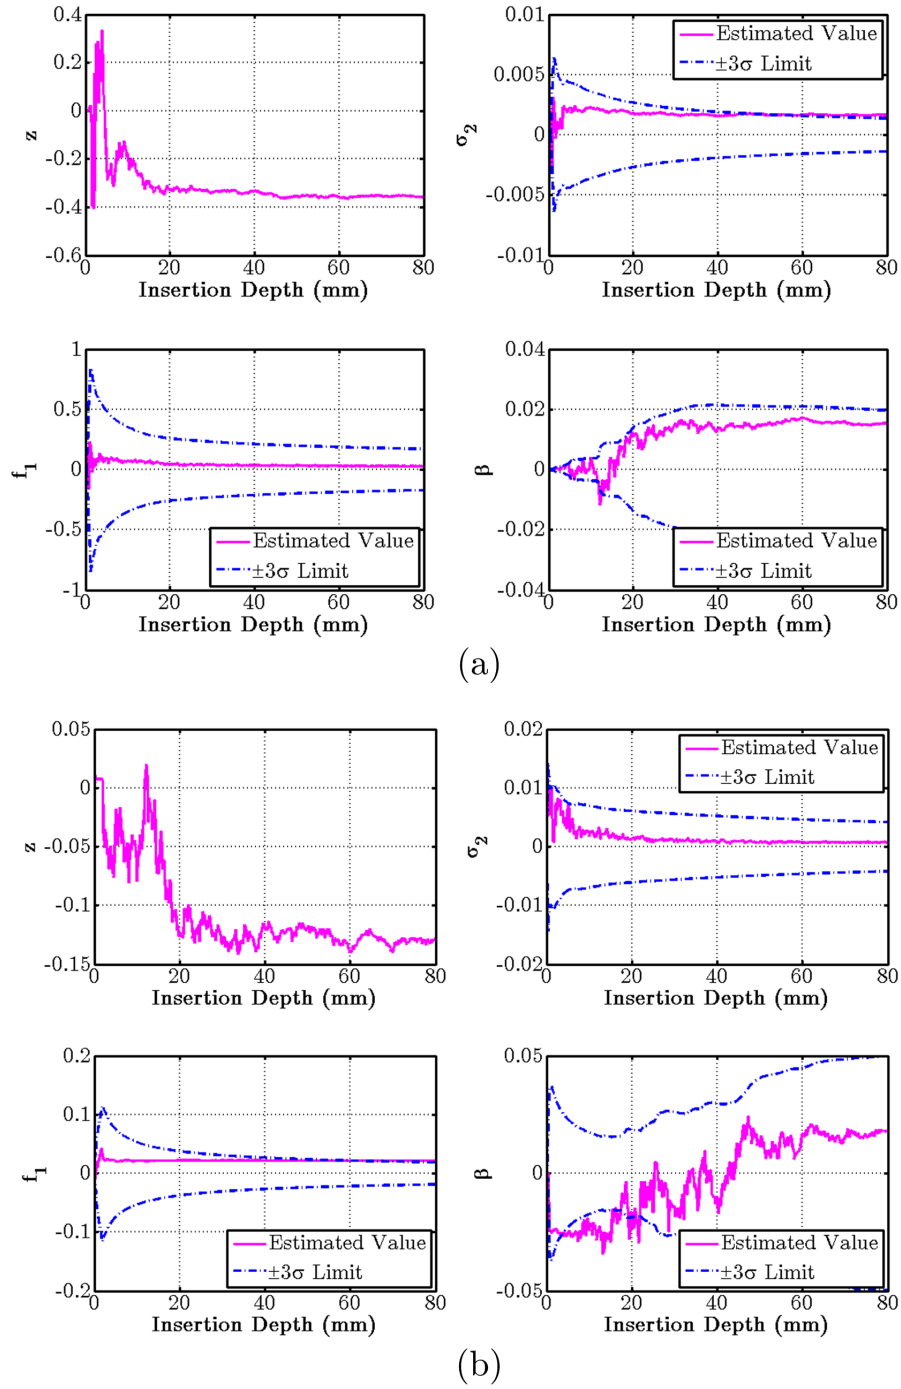 0.4
0.2
0
-0.2
-0.4
-0.6
z
0 20 40 60 80
Insertion Depth (mm)
0.01
0.005
0
-0.005
-0.01
σ2
Estimated Value
±3σ Limit
0 20 40 60 80
Insertion Depth (mm)
1
0.5
0
-0.5
-1
f1
Estimated Value
±3σ Limit
0 20 40 60 80
Insertion Depth (mm)
0.04
0.02
0
-0.02
-0.04
β
Estimated Value
±3σ Limit
0 20 40 60 80
Insertion Depth (mm)
(a)
0.05
0
-0.05
-0.1
-0.15
z
0 20 40 60 80
Insertion Depth (mm)
0.02
0.01
0
-0.01
-0.02
σ2
Estimated Value
±3σ Limit
0 20 40 60 80
Insertion Depth (mm)
0.2
0.1
0
-0.1
-0.2
f1
Estimated Value
±3σ Limit
0 20 40 60 80
Insertion Depth (mm)
0.05
0
-0.05
β
Estimated Value
±3σ Limit
0 20 40 60 80
Insertion Depth (mm)
(b)